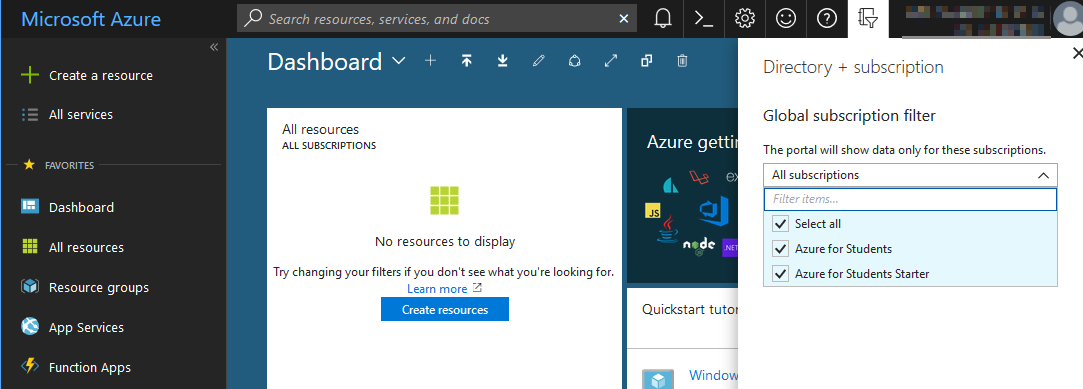 Microsoft Azure
Search resources, services, and docs
Create a resource
All services
FAVORITES
Dashboard
All resources
Resource groups
App Services
Function Apps
Dashboard
All resources
ALL SUBSCRIPTIONS
No resources to display
Try changing your filters if you don't see what you're looking for.
Learn more
Create resources
Azure getti
ex
JS
node
.NET
Quickstart tutor
Window
Directory + subscription
Global subscription filter
The portal will show data only for these subscriptions.
All subscriptions
Filter items...
Select all
Azure for Students
Azure for Students Starter